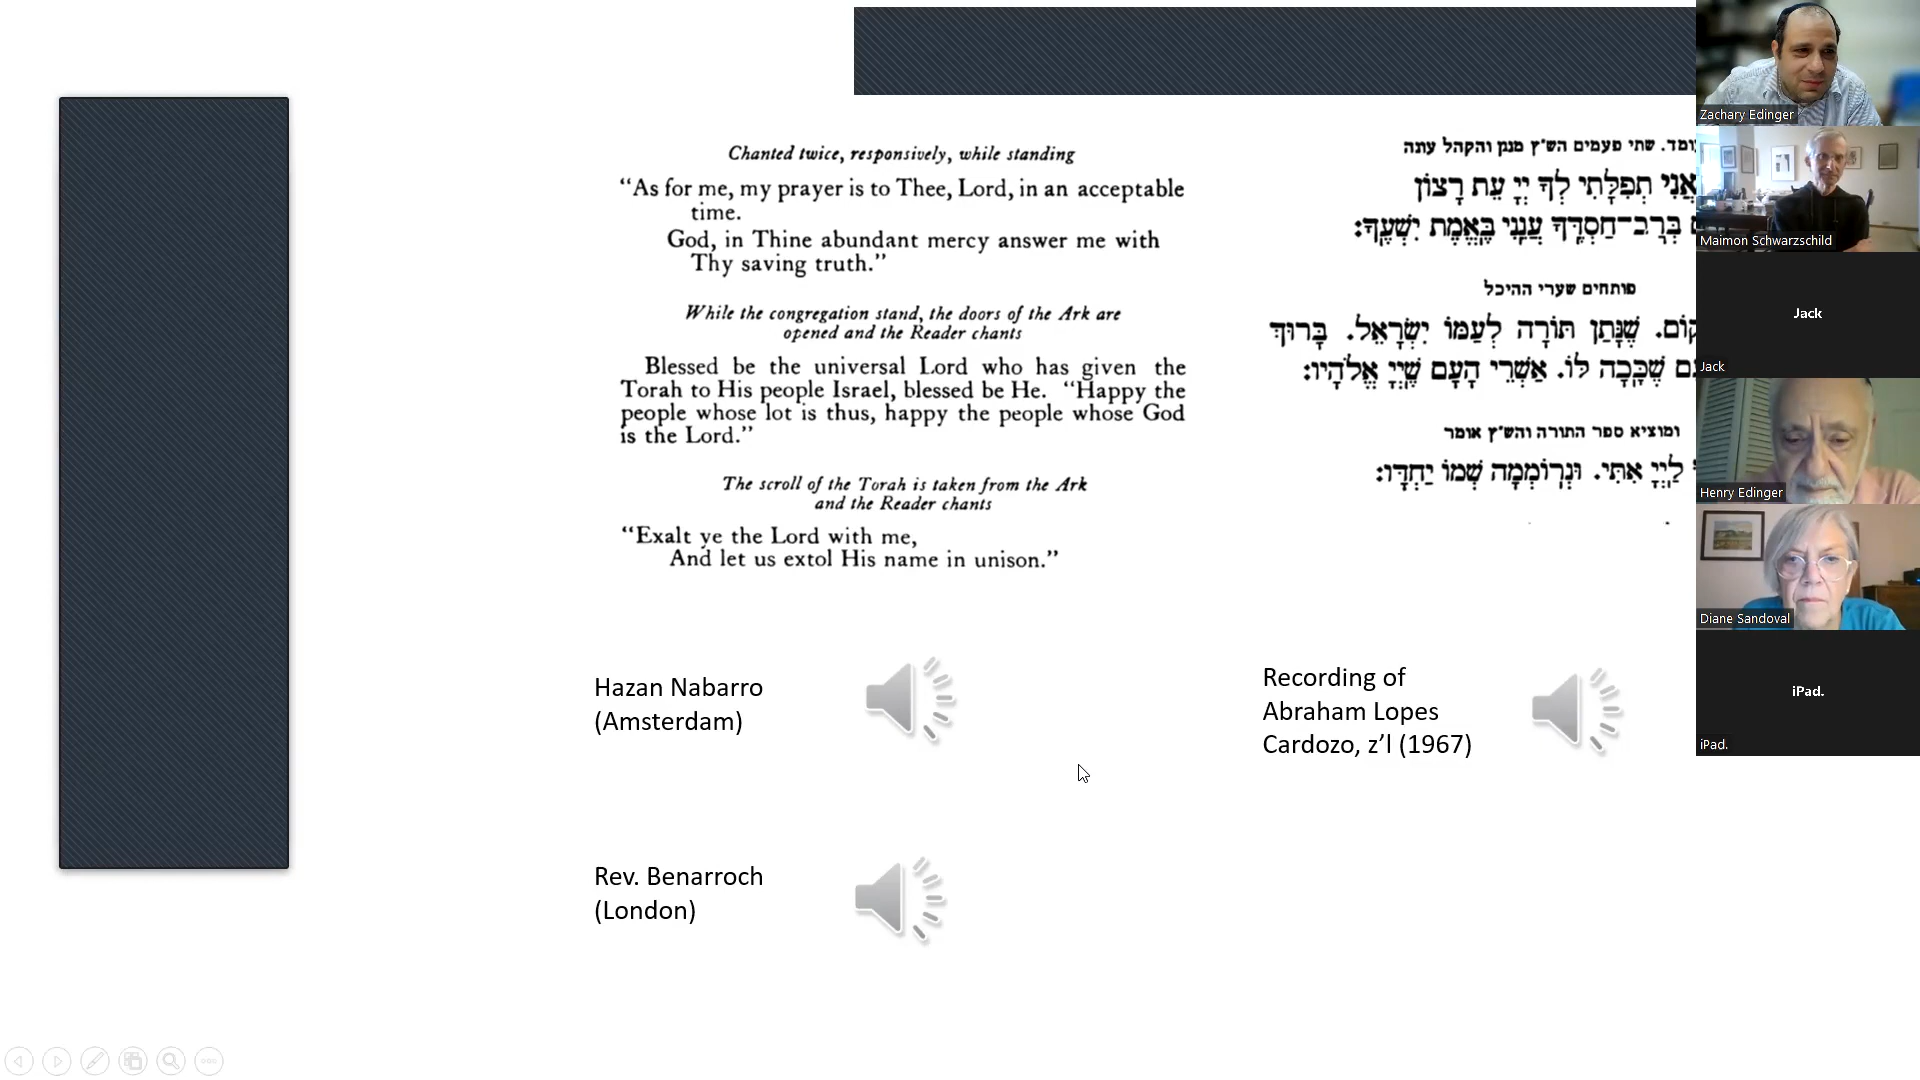 Chanted twice, responsively, while standing
“As for me, my prayer is to Thee, Lord, in an acceptable
time.
God, in Thine abundant mercy answer me with
Thy saving truth.”
While the congregation stand, the doors of the Ark are
opened and the Reader chants
Blessed be the universal Lord who has given the
Torah to His people Israel, blessed be He. “Happy the
people whose lot is thus, happy the people whose God
is the Lord.”
The scroll of the Torah is taken from the Ark
and the Reader chants
“Exalt ye the Lord with me,
And let us extol His name in unison.”
שתי פעמים הש״ץ מנגן והקהל עונה
תְפִלָּתִי לְךָ יְיָ עֵת רָצוֹן
בְּרָב־חַסְדֶּךָ עֲנֵנִי בֶּאֱמֶת יִשְׁעֶךָ:
פותחים שערי ההיכל
שֶׁנָּתַן תּוֹרָה לְעַמּוֹ יִשְׂרָאֵל. בָּרוּךְ
שֶׁכָּכָה לּוֹ. אַשְׁרֵי הָעָם שֶׁיְיָ אֱלֹהָיו:
ומוציא ספר התורה והש״ץ אומר
לַיְיָ אִתִּי. וּנְרוֹמְמָה שְׁמוֹ יַחְדָּו:
Hazan Nabarro
(Amsterdam)
Recording of
Abraham Lopes
Cardozo, z’l (1967)
Rev. Benarroch
(London)
Zachary Edinger
Maimon Schwarzschild
Jack
Jack
Henry Edinger
Diane Sandoval
iPad.
iPad.